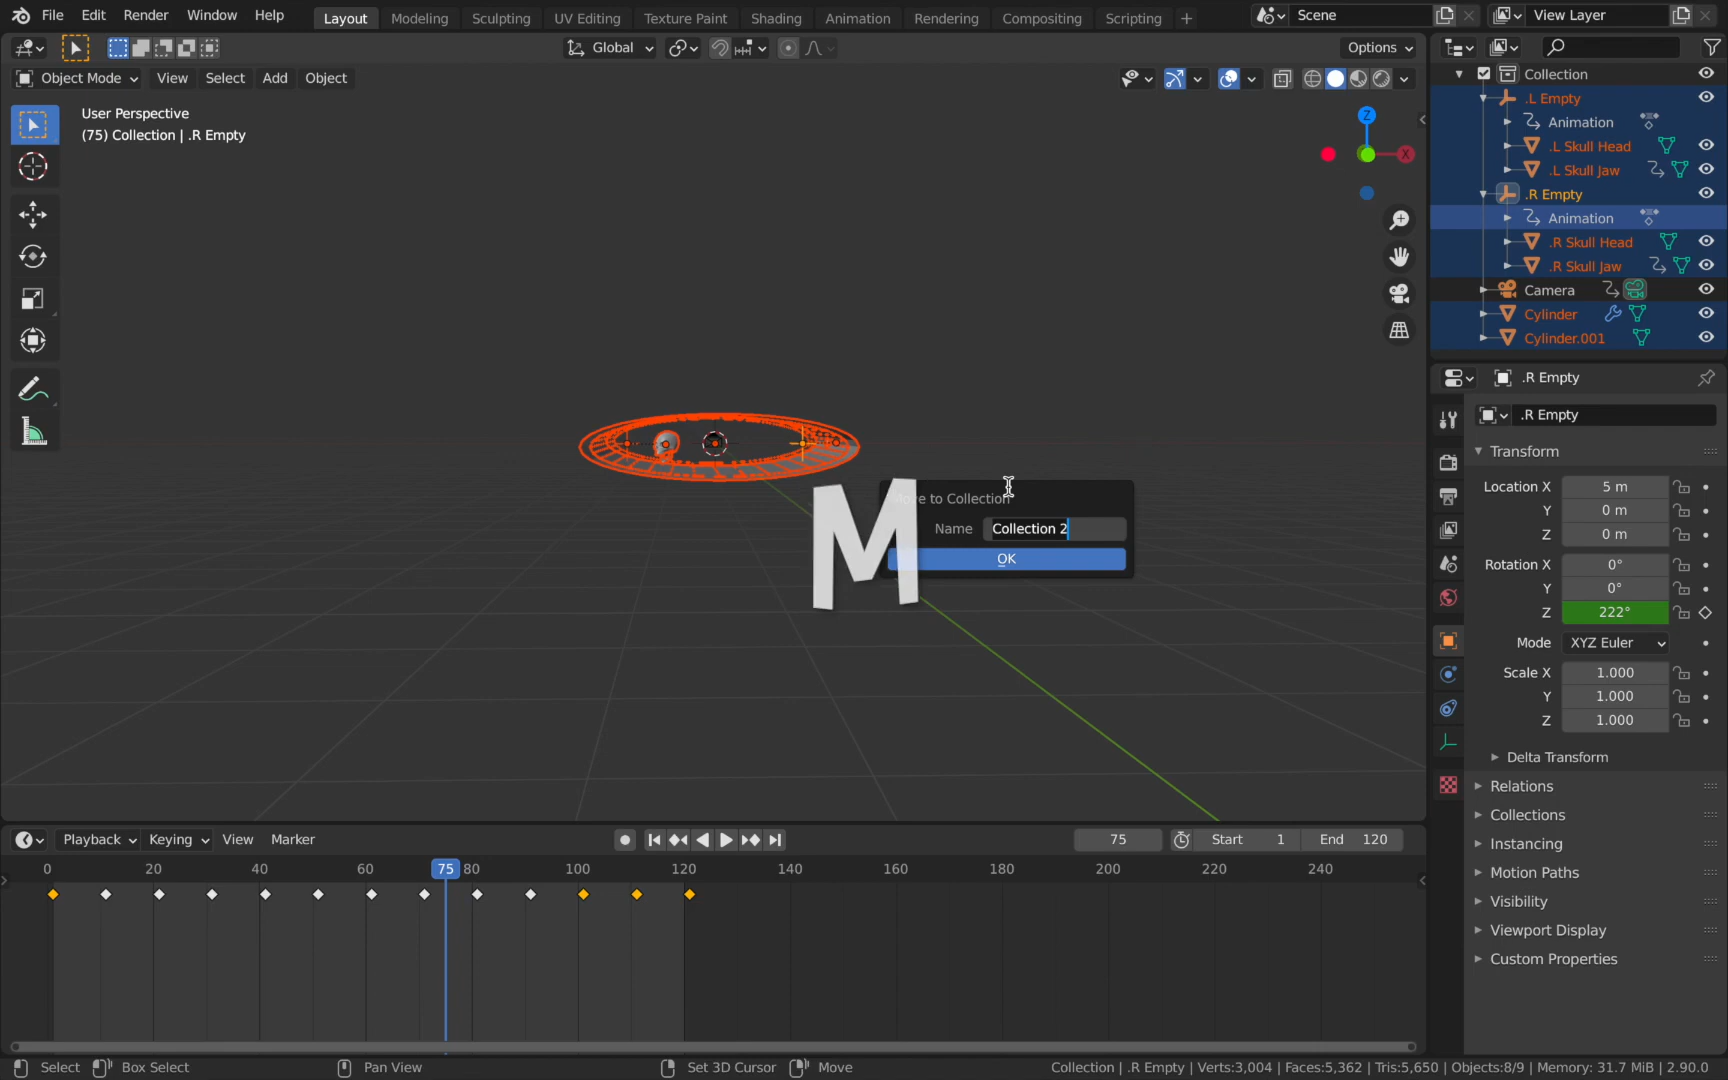 File Edit Render Window Help Layout Modeling Sculpting UV Editing Texture Paint Shading Animation Rendering Compositing Scripting + Scene View Layer
Global Options
Object Mode View Select Add Object
User Perspective
(75) Collection | .R Empty
Z
X
Collection
.L Empty
Animation
.L Skull Head
.L Skull Jaw
.R Empty
Animation
.R Skull Head
.R Skull Jaw
Camera
Cylinder
Cylinder.001
to Collection
Name Collection 2
OK
M
.R Empty
.R Empty
Transform
Location X 5 m
Y 0 m
Z 0 m
Rotation X 0°
Y 0°
Z 222°
Mode XYZ Euler
Scale X 1.000
Y 1.000
Z 1.000
Delta Transform
Relations
Collections
Instancing
Motion Paths
Visibility
Viewport Display
Custom Properties
Playback Keying View Marker 75 Start 1 End 120
0 20 40 60 75 80 100 120 140 160 180 200 220 240
Select Box Select Pan View Set 3D Cursor Move Collection | .R Empty | Verts:3,004 | Faces:5,362 | Tris:5,650 | Objects:8/9 | Memory: 31.7 MiB | 2.90.0